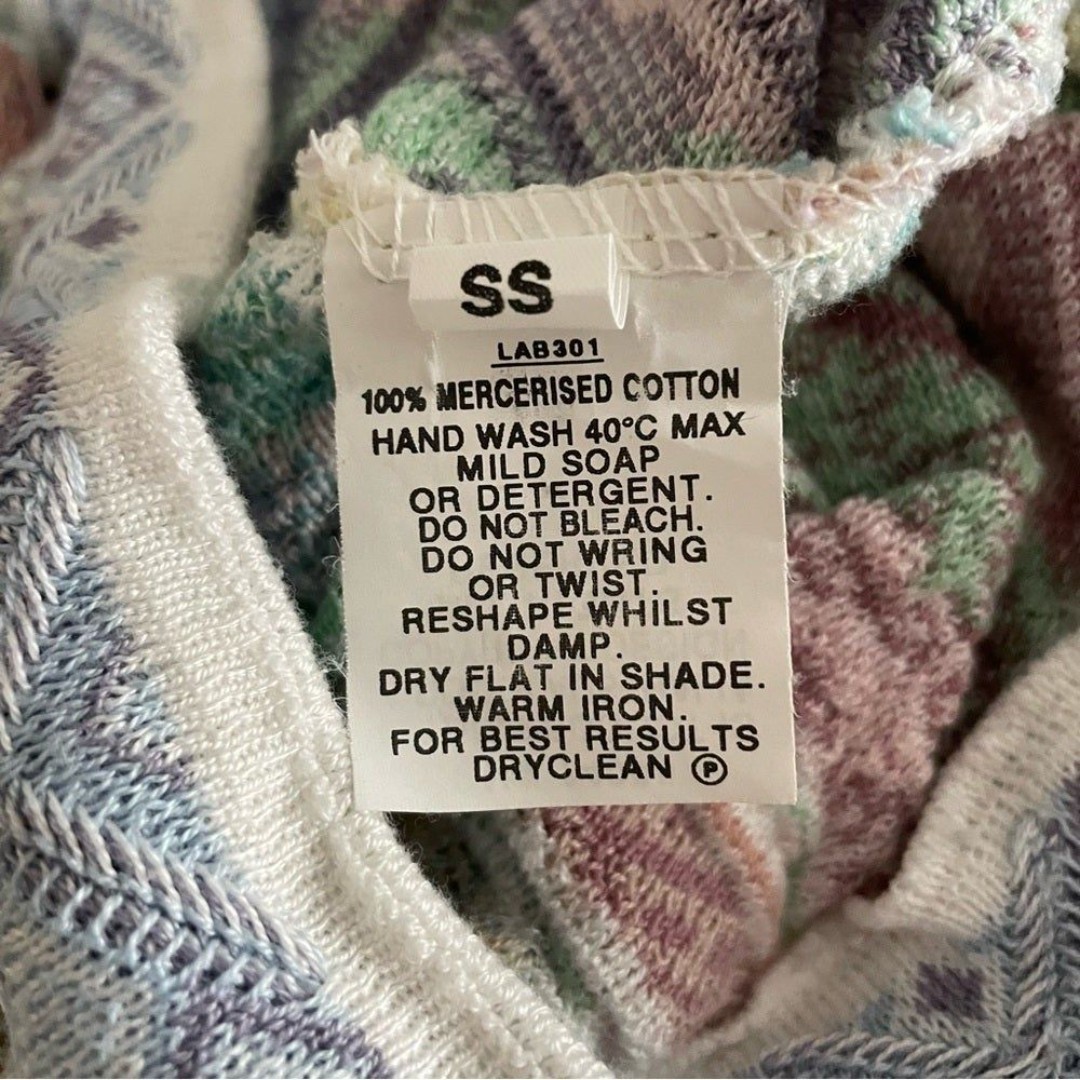 SS
LAB301
100% MERCERISED COTTON
HAND WASH 40°C MAX
MILD SOAP
OR DETERGENT.
DO NOT BLEACH.
DO NOT WRING
OR TWIST.
RESHAPE WHILST
DAMP.
DRY FLAT IN SHADE.
WARM IRON.
FOR BEST RESULTS
DRYCLEAN Ⓟ